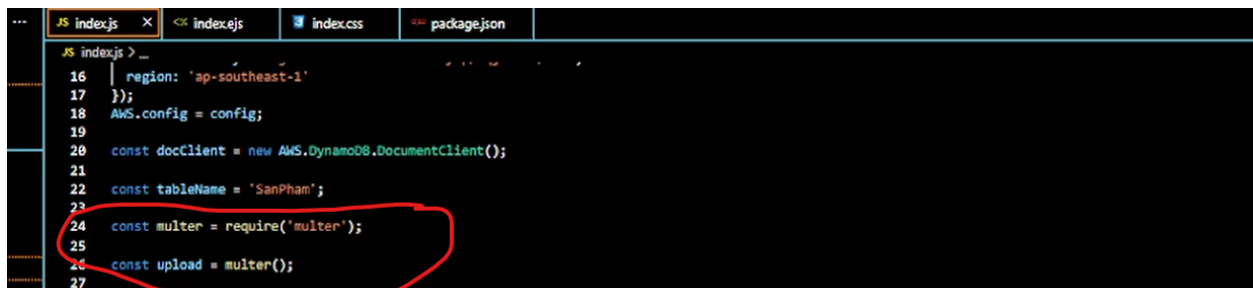 ... JS index.js × <% index.ejs index.css package.json
JS index.js > ...
16 region: 'ap-southeast-1'
17 });
18 AWS.config = config;
19
20 const docClient = new AWS.DynamoDB.DocumentClient();
21
22 const tableName = 'SanPham';
23
24 const multer = require('multer');
25
26 const upload = multer();
27